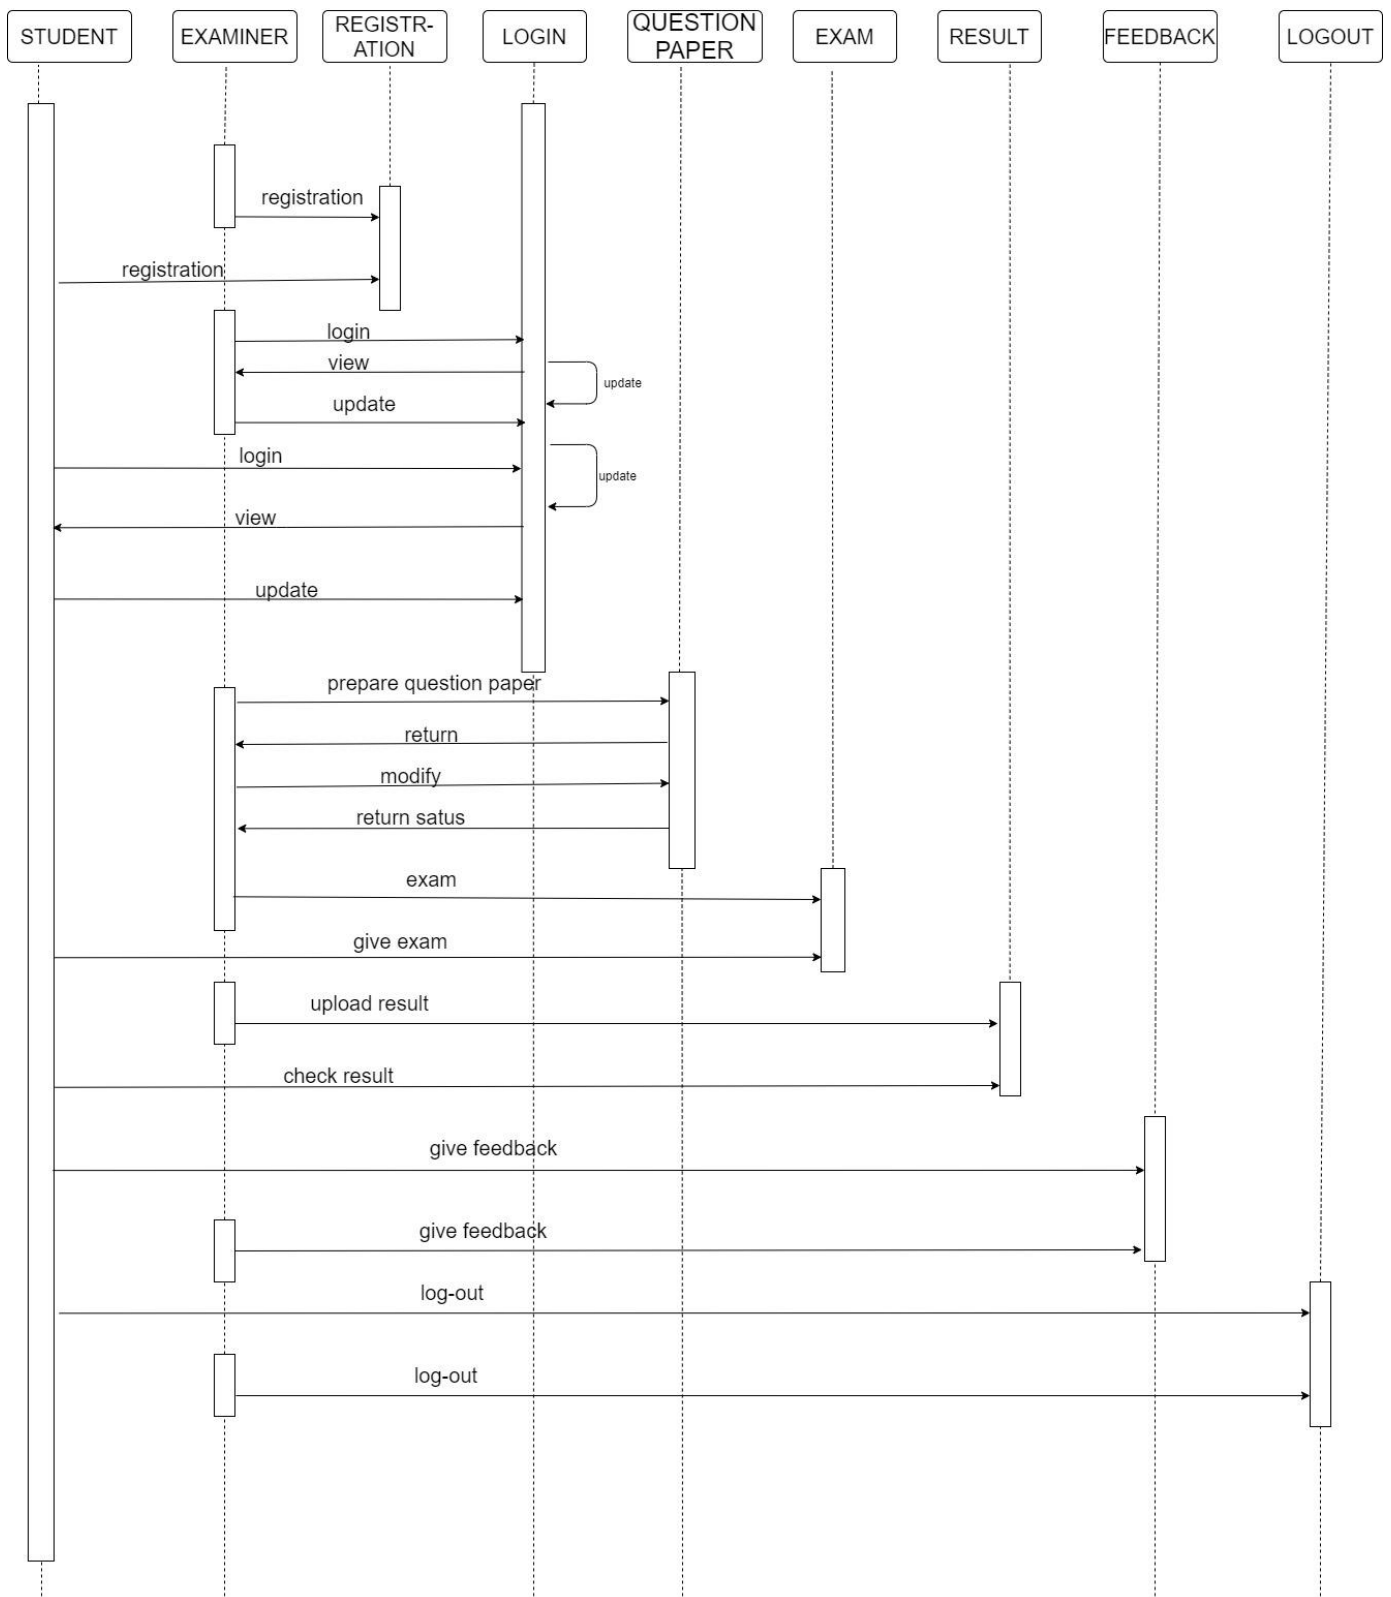 STUDENT
EXAMINER
REGISTR-
ATION
LOGIN
QUESTION
PAPER
EXAM
RESULT
FEEDBACK
LOGOUT
registration
registration
login
view
update
update
login
update
view
update
prepare question paper
return
modify
return satus
exam
give exam
upload result
check result
give feedback
give feedback
log-out
log-out